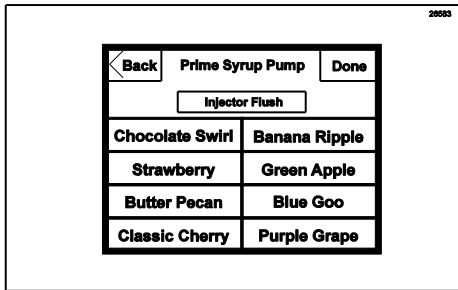 26583
Back Prime Syrup Pump Done
Injector Flush
Chocolate Swirl Banana Ripple
Strawberry Green Apple
Butter Pecan Blue Goo
Classic Cherry Purple Grape